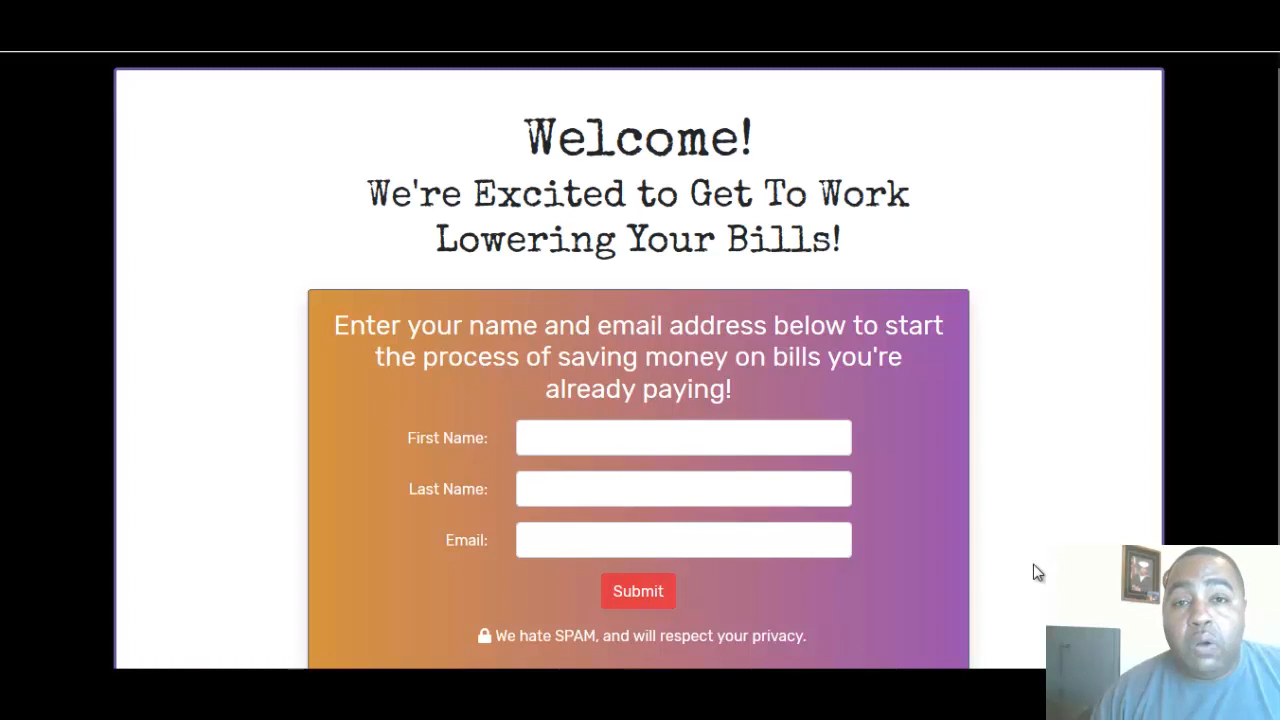 Welcome!
We're Excited to Get To Work
Lowering Your Bills!
Enter your name and email address below to start
the process of saving money on bills you're
already paying!
First Name:
Last Name:
Email:
Submit
We hate SPAM, and will respect your privacy.